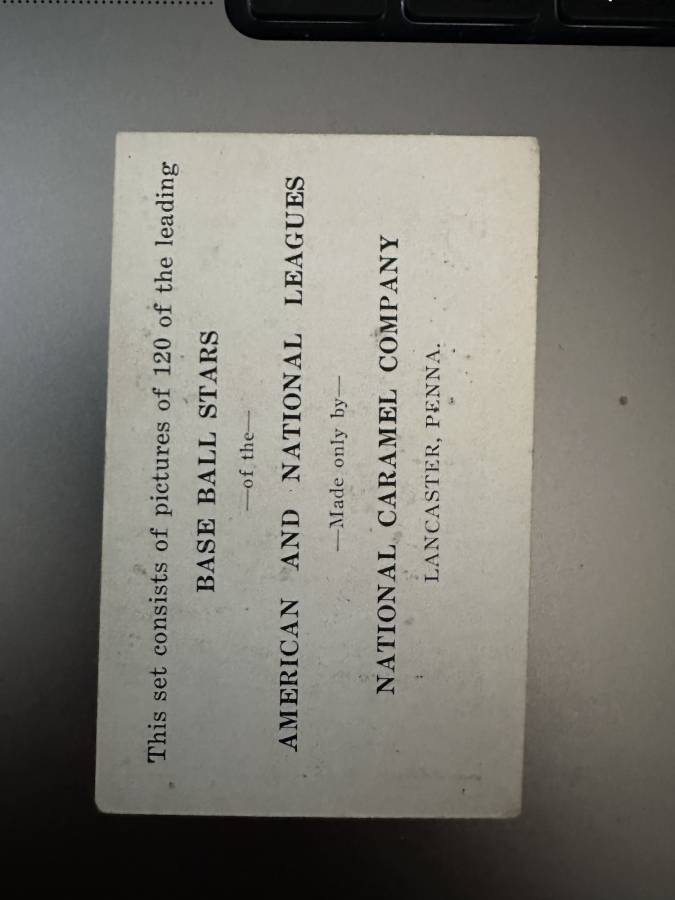 This set consists of pictures of 120 of the leading
BASE BALL STARS
—of the—
AMERICAN AND NATIONAL LEAGUES
—Made only by—
NATIONAL CARAMEL COMPANY
LANCASTER, PENNA.